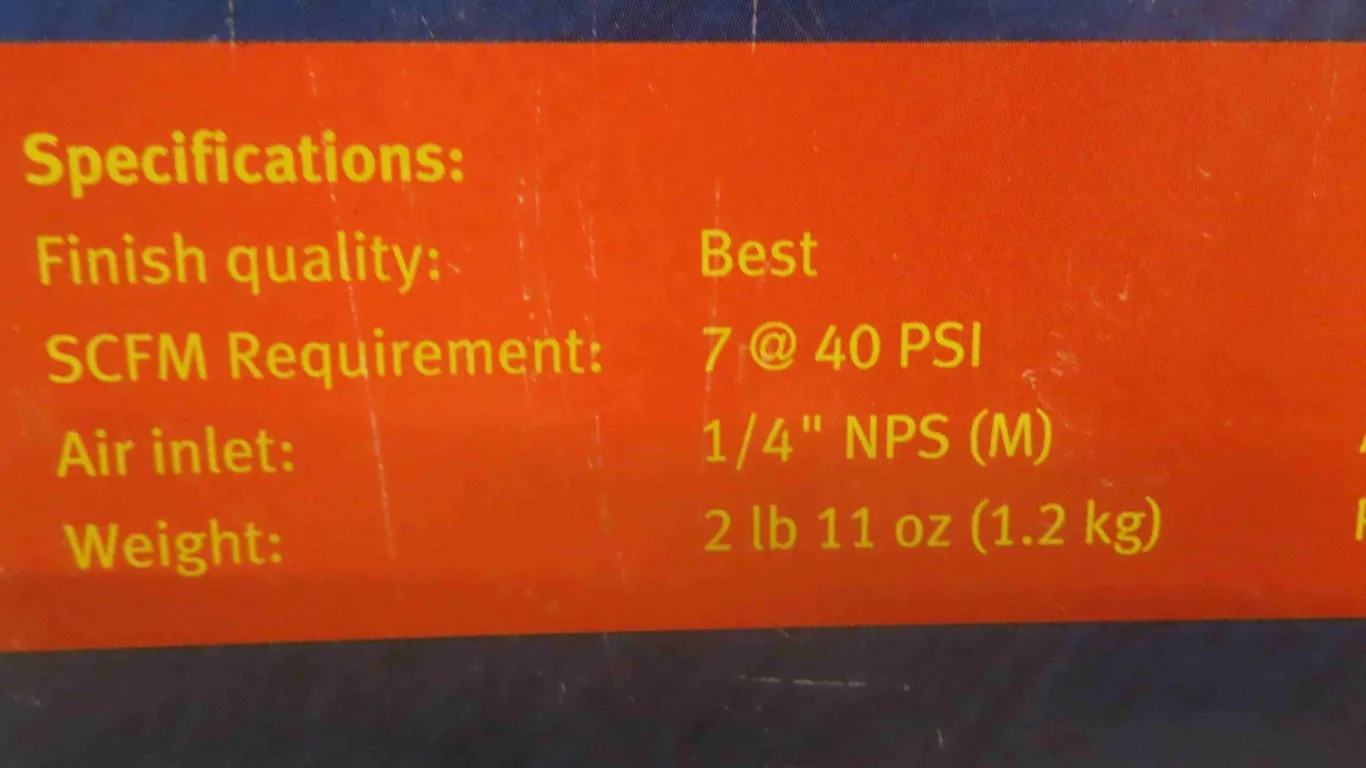 Specifications:
Finish quality: Best
SCFM Requirement: 7 @ 40 PSI
Air inlet: 1/4" NPS (M)
Weight: 2 lb 11 oz (1.2 kg)